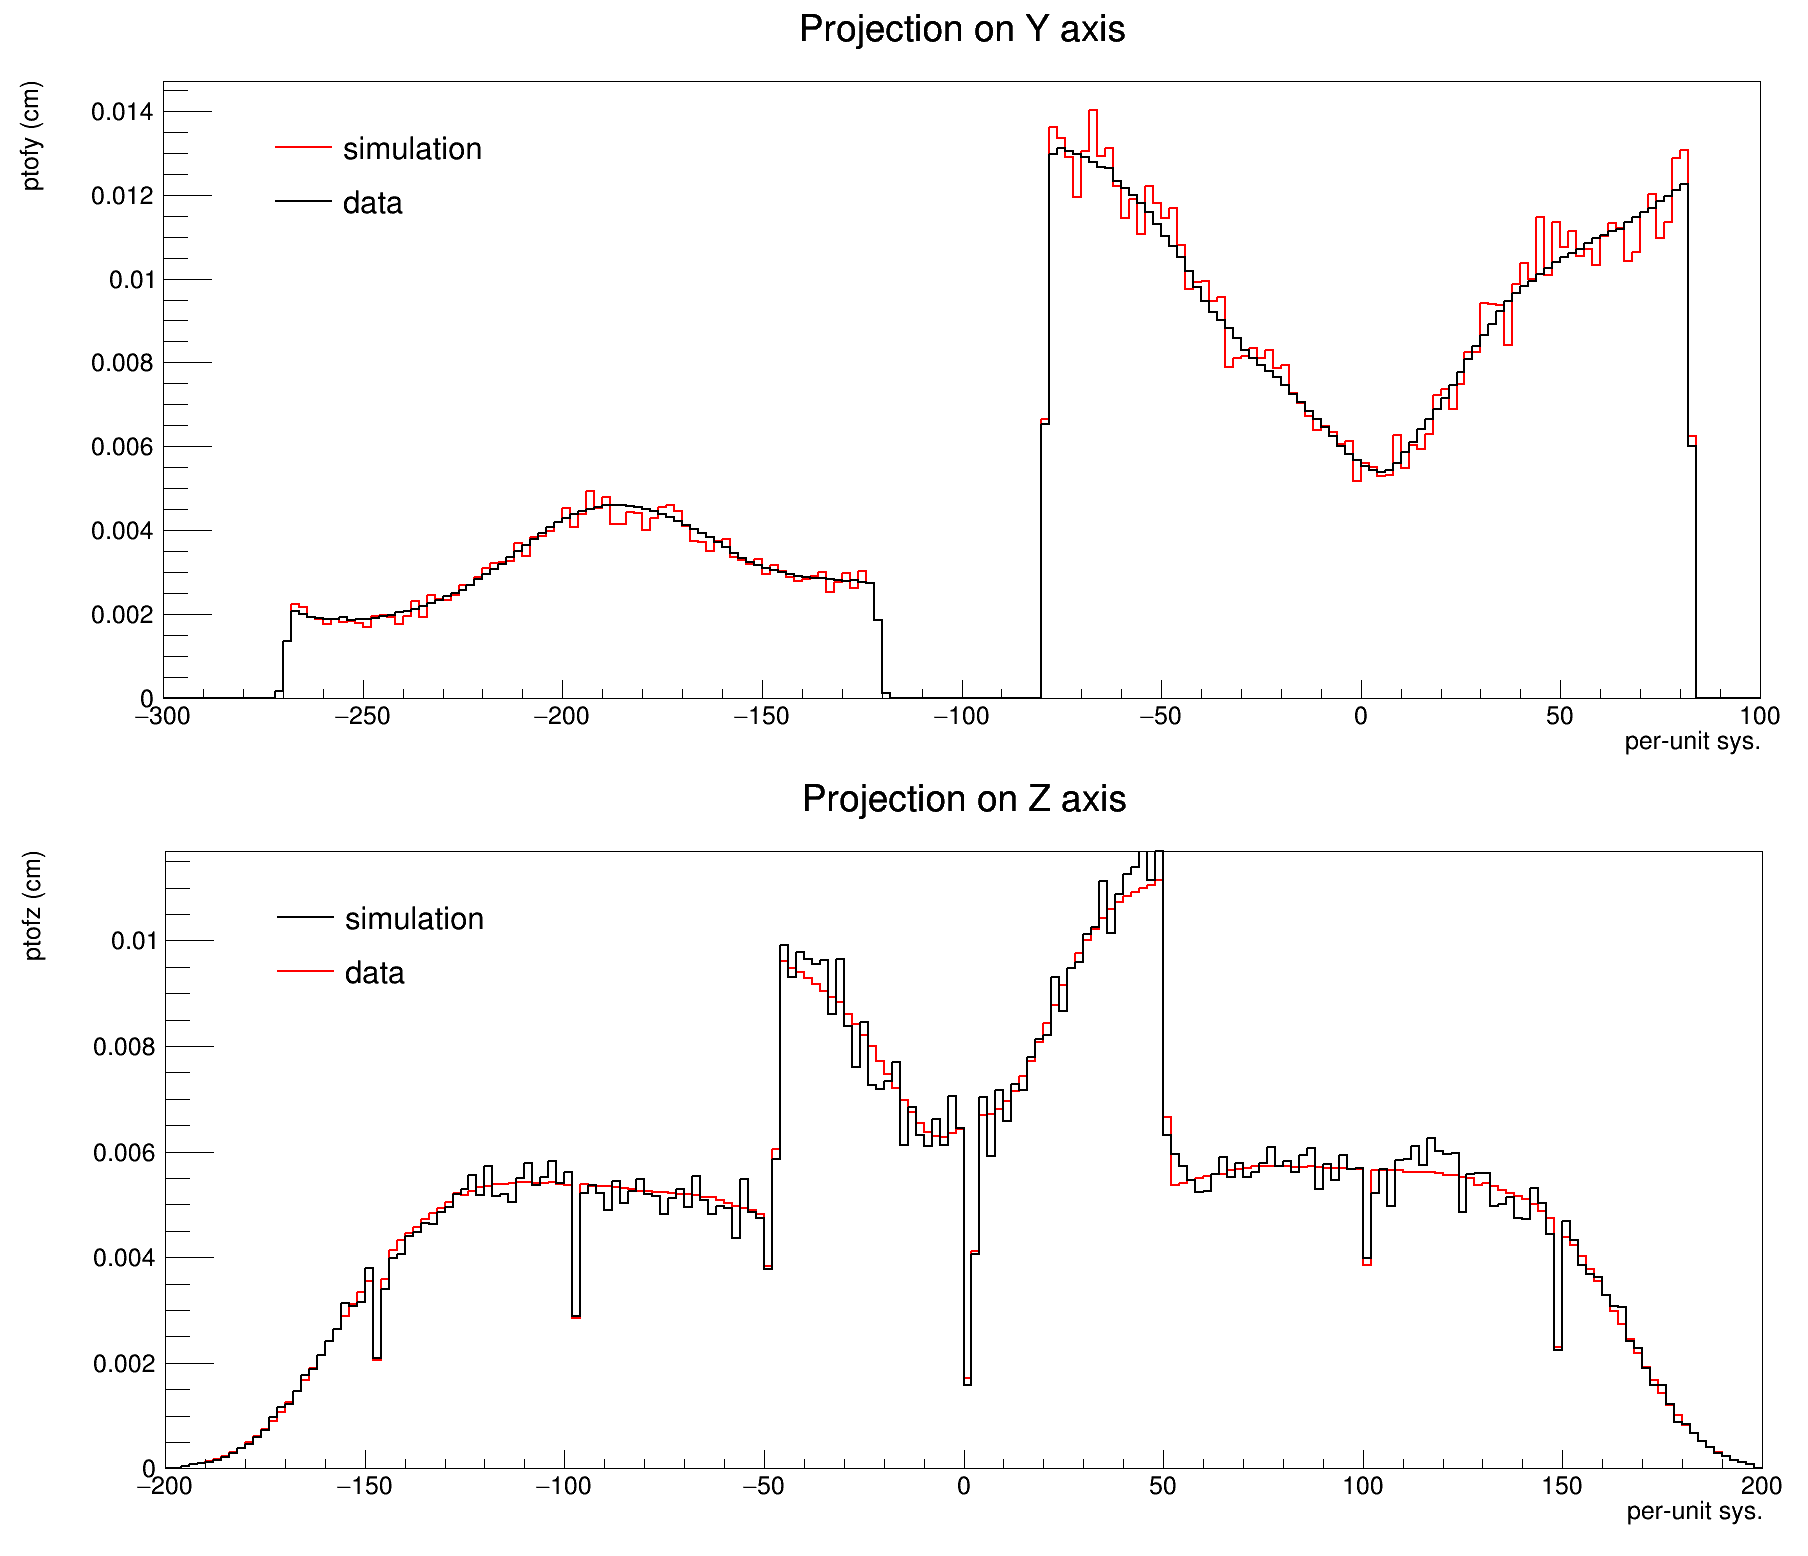 Projection on Y axis
ptofy (cm)
0.014
0.012
0.01
0.008
0.006
0.004
0.002
0
simulation
data
−300 −250 −200 −150 −100 −50 0 50 100
per-unit sys.
Projection on Z axis
ptofz (cm)
0.01
0.008
0.006
0.004
0.002
0
simulation
data
−200 −150 −100 −50 0 50 100 150 200
per-unit sys.